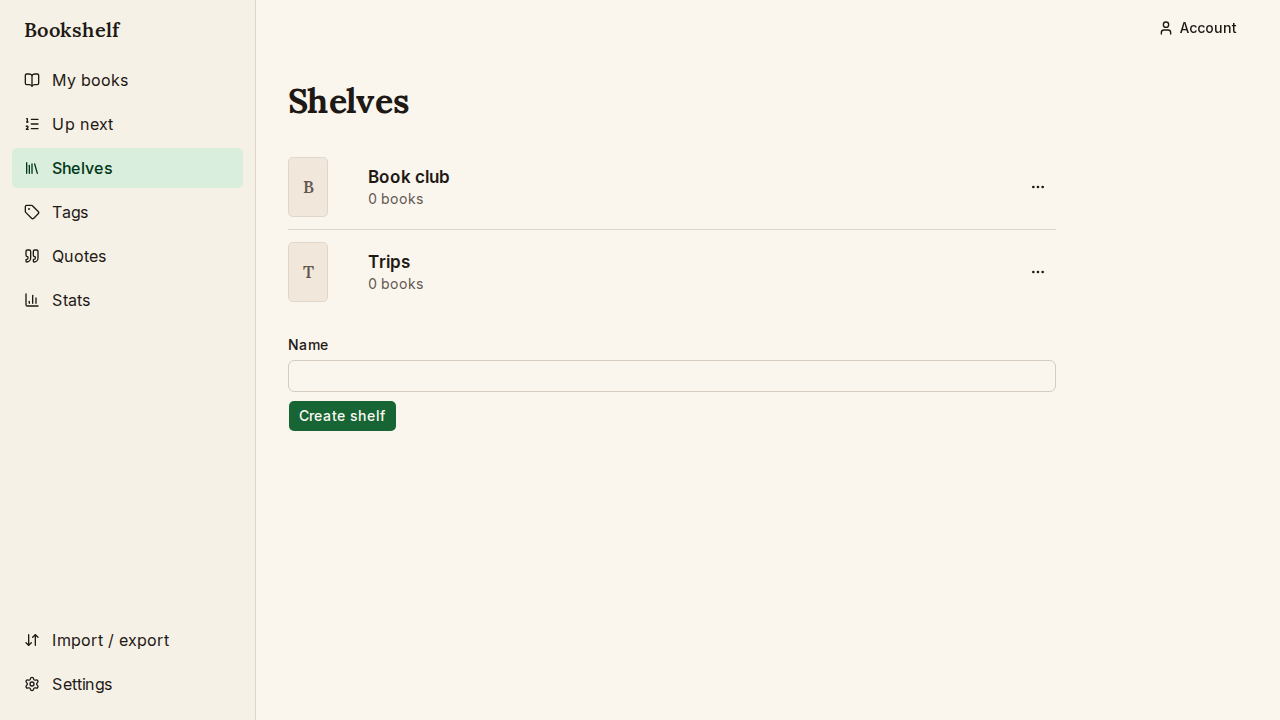 Bookshelf
My books
Up next
Shelves
Tags
Quotes
Stats
Import / export
Settings
Account
Shelves
B
Book club
0 books
T
Trips
0 books
Name
Create shelf